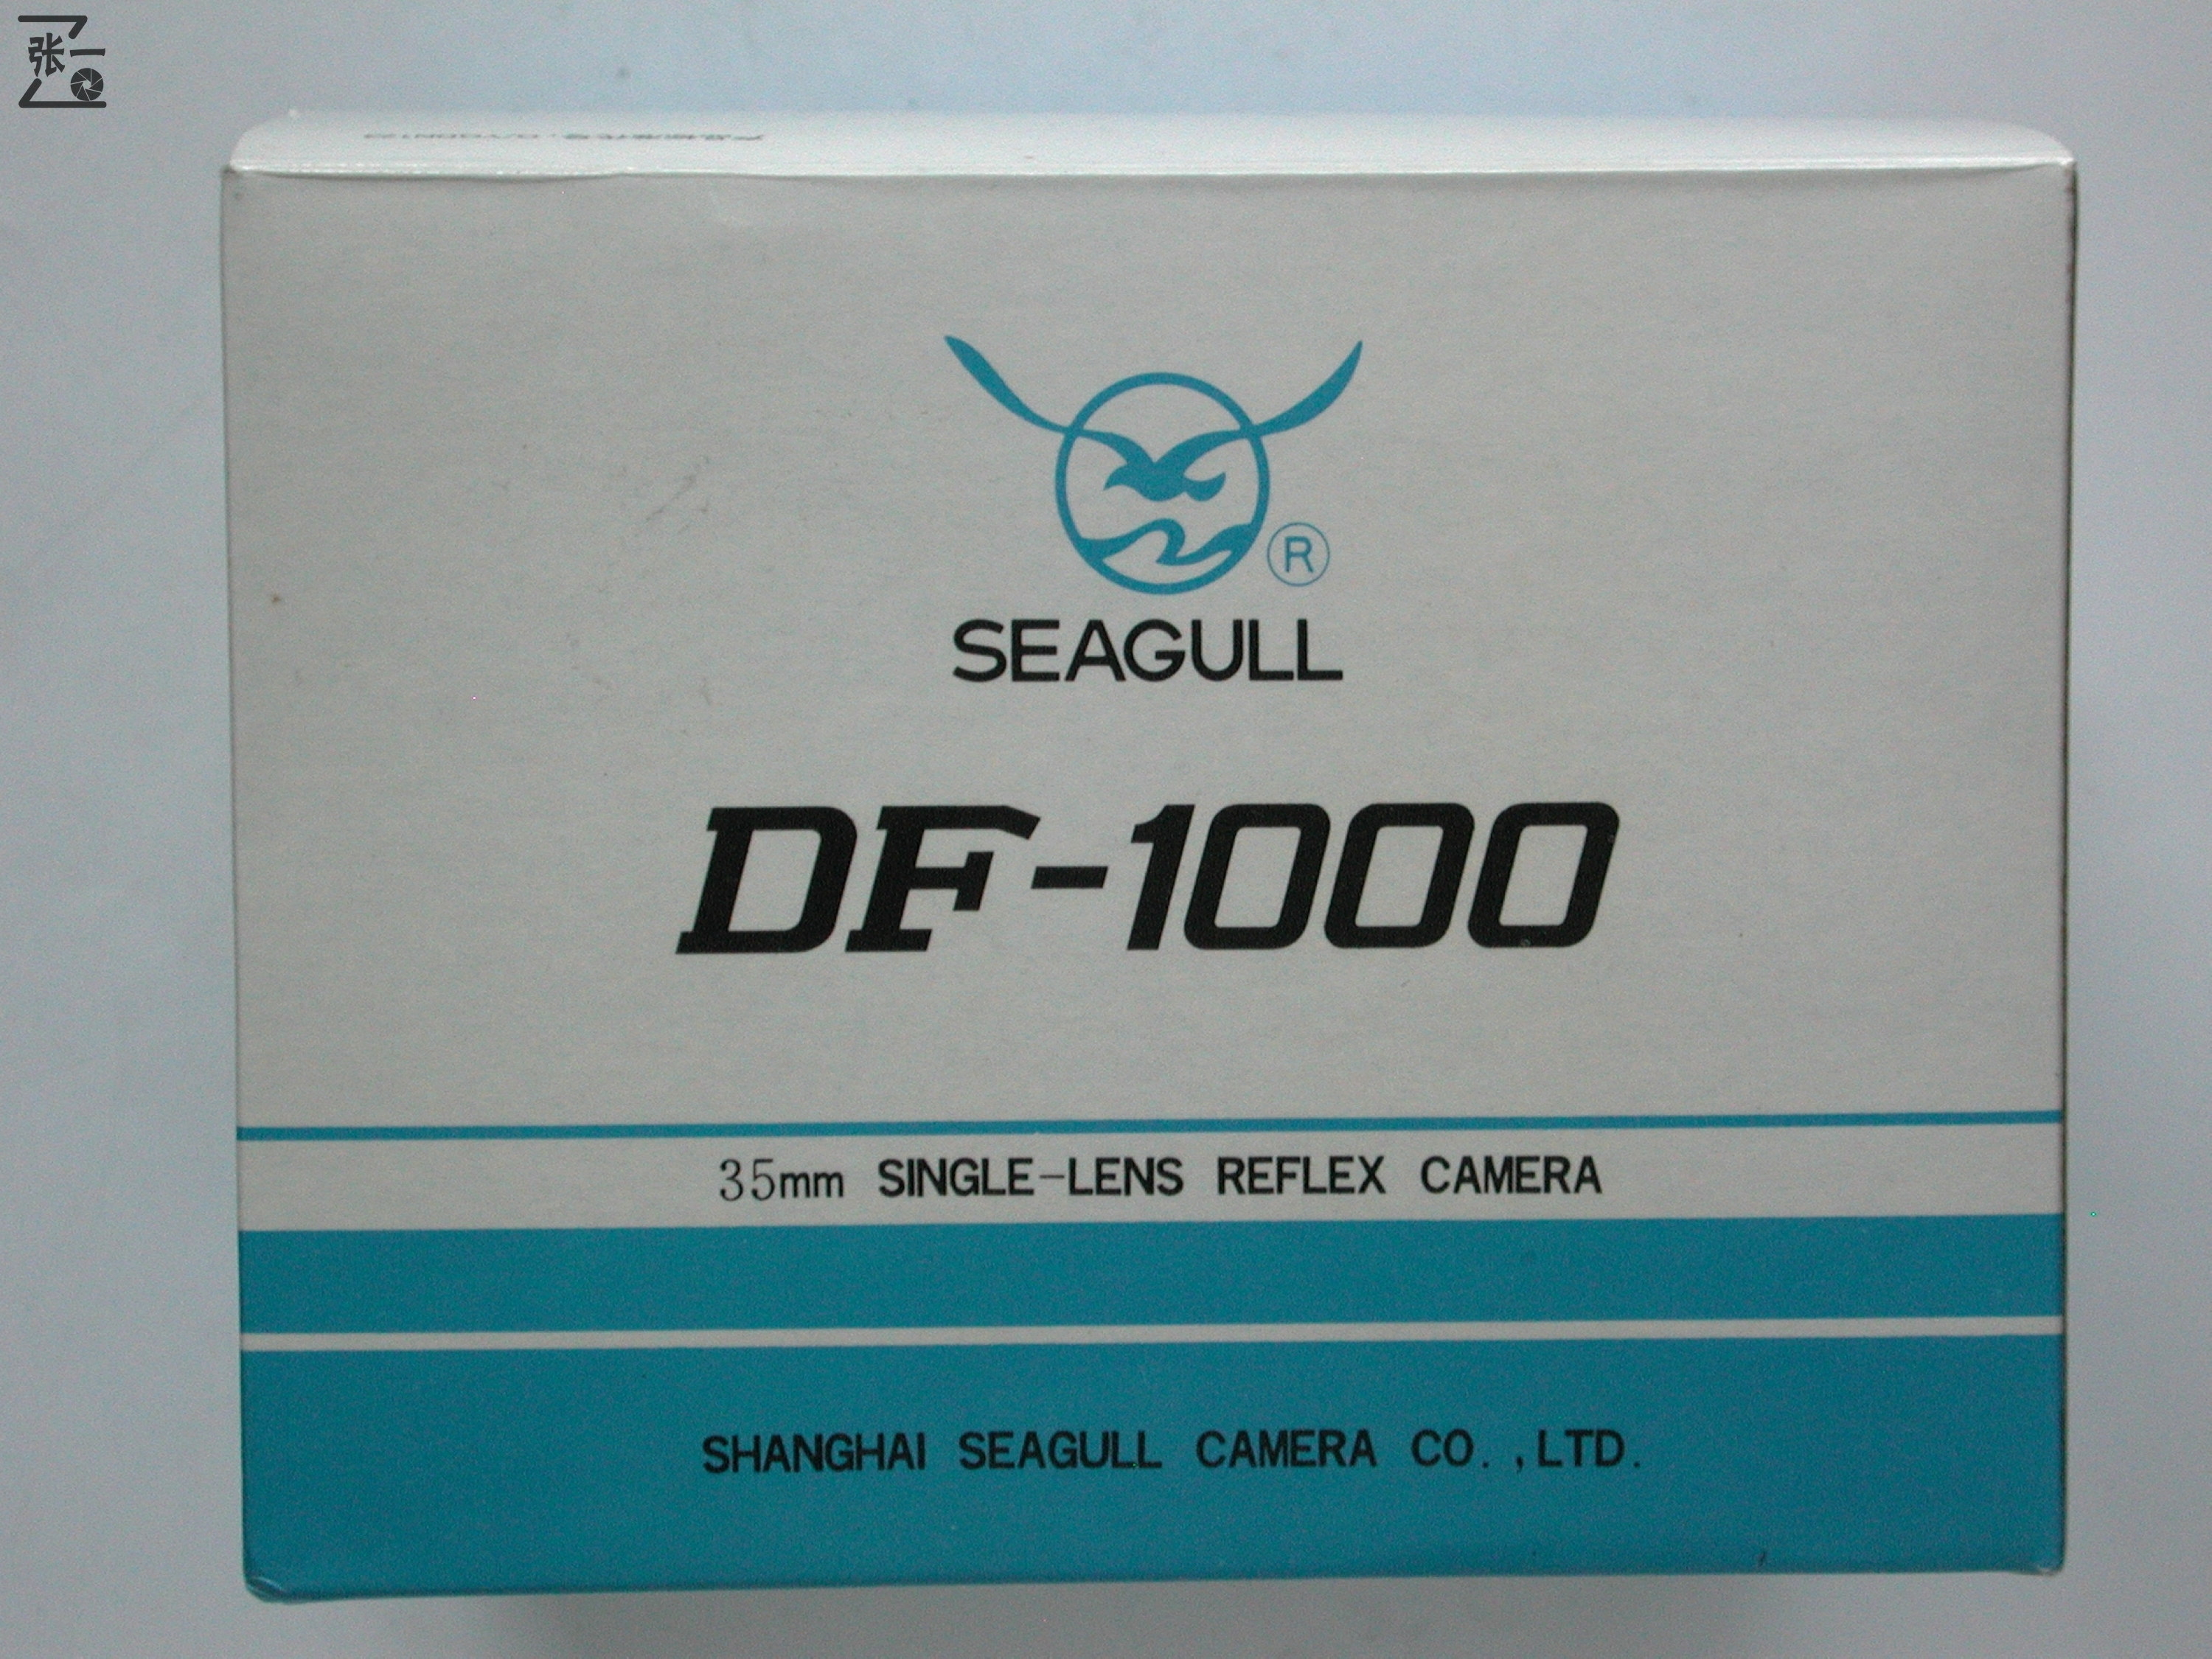 张一
SEAGULL
®
DF-1000
35mm SINGLE-LENS REFLEX CAMERA
SHANGHAI SEAGULL CAMERA CO.,LTD.